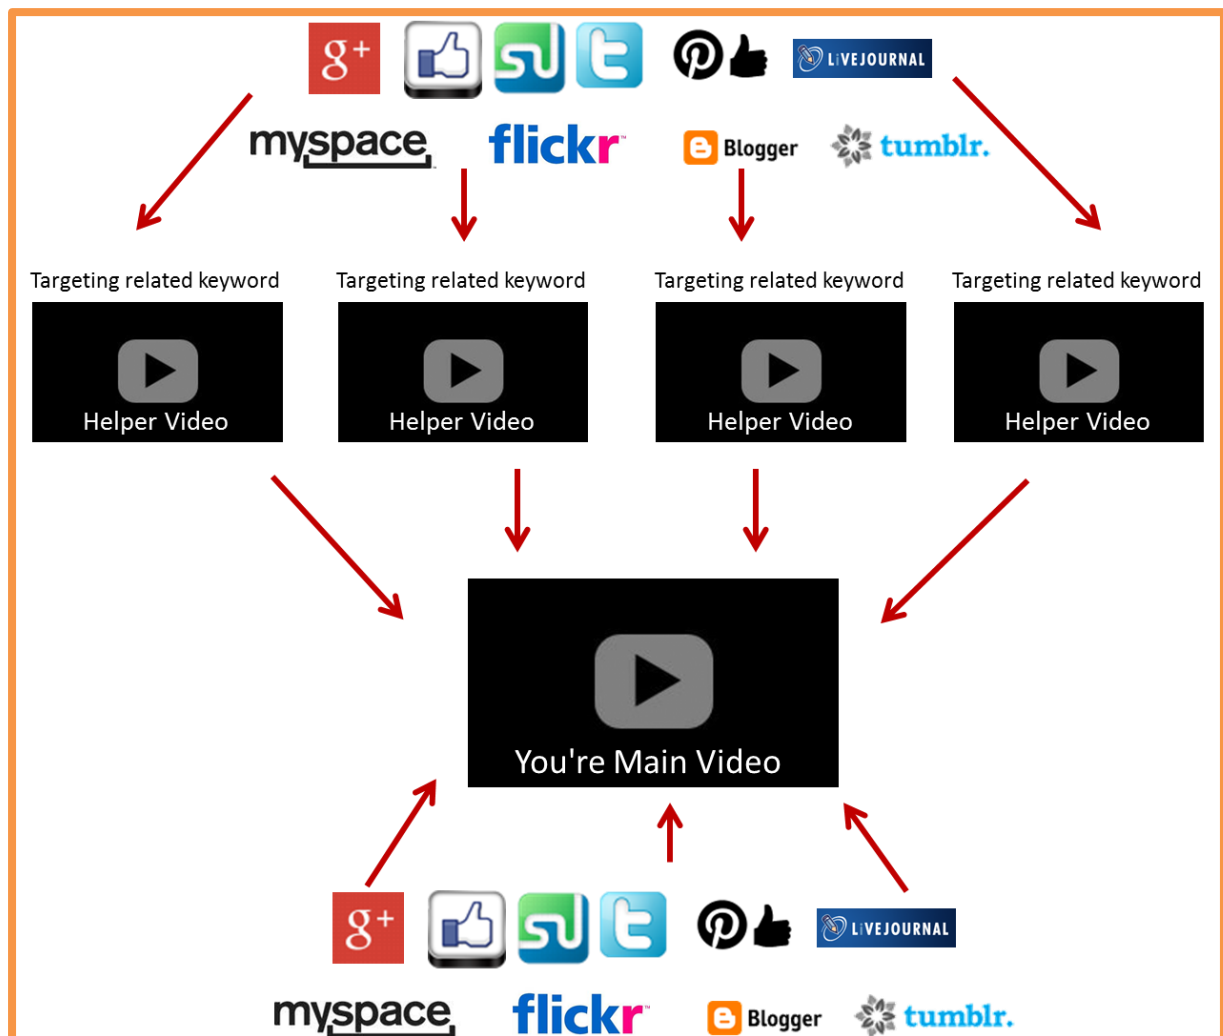 g+ su t LiVEJOURNAL
myspace flickr Blogger tumblr.
Targeting related keyword Targeting related keyword Targeting related keyword Targeting related keyword
Helper Video Helper Video Helper Video Helper Video
You're Main Video
g+ su t LiVEJOURNAL
myspace flickr Blogger tumblr.